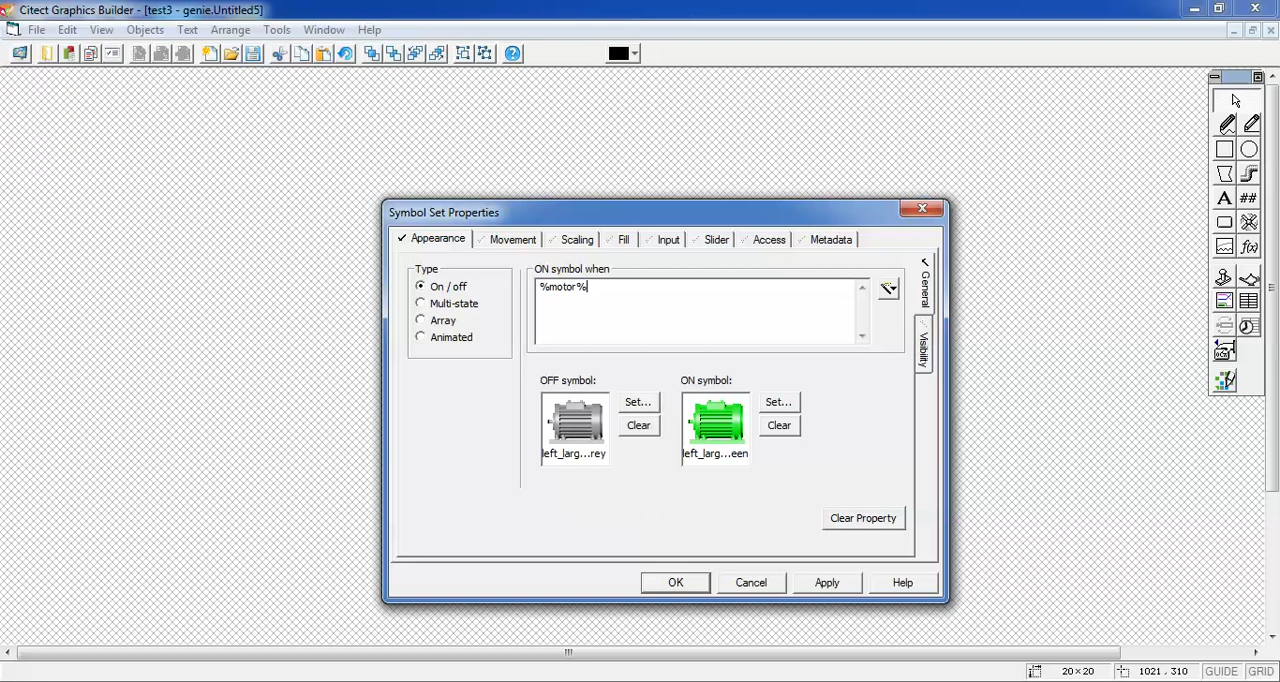 Citect Graphics Builder - [test3 - genie.Untitled5]
File Edit View Objects Text Arrange Tools Window Help
Symbol Set Properties
Appearance Movement Scaling Fill Input Slider Access Metadata
Type
On / off
Multi-state
Array
Animated
ON symbol when
%motor%
General
Visibility
OFF symbol:
Set...
Clear
left_larg...rey
ON symbol:
Set...
Clear
left_larg...een
Clear Property
OK Cancel Apply Help
A ##
f(x)
20×20 1021 , 310 GUIDE GRID